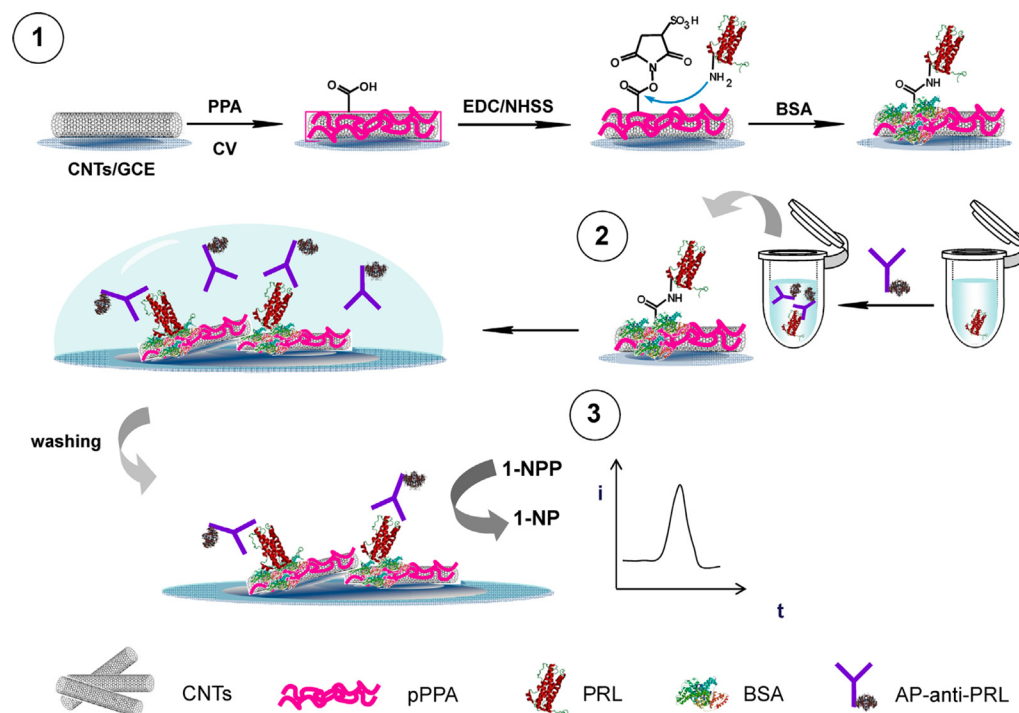 1
PPA
CV
CNTs/GCE
OH
O
EDC/NHSS
SO3H
O
N
O
O
O
NH2
BSA
O
NH
2
O
NH
washing
1-NPP
1-NP
3
i
t
CNTs
pPPA
PRL
BSA
AP-anti-PRL